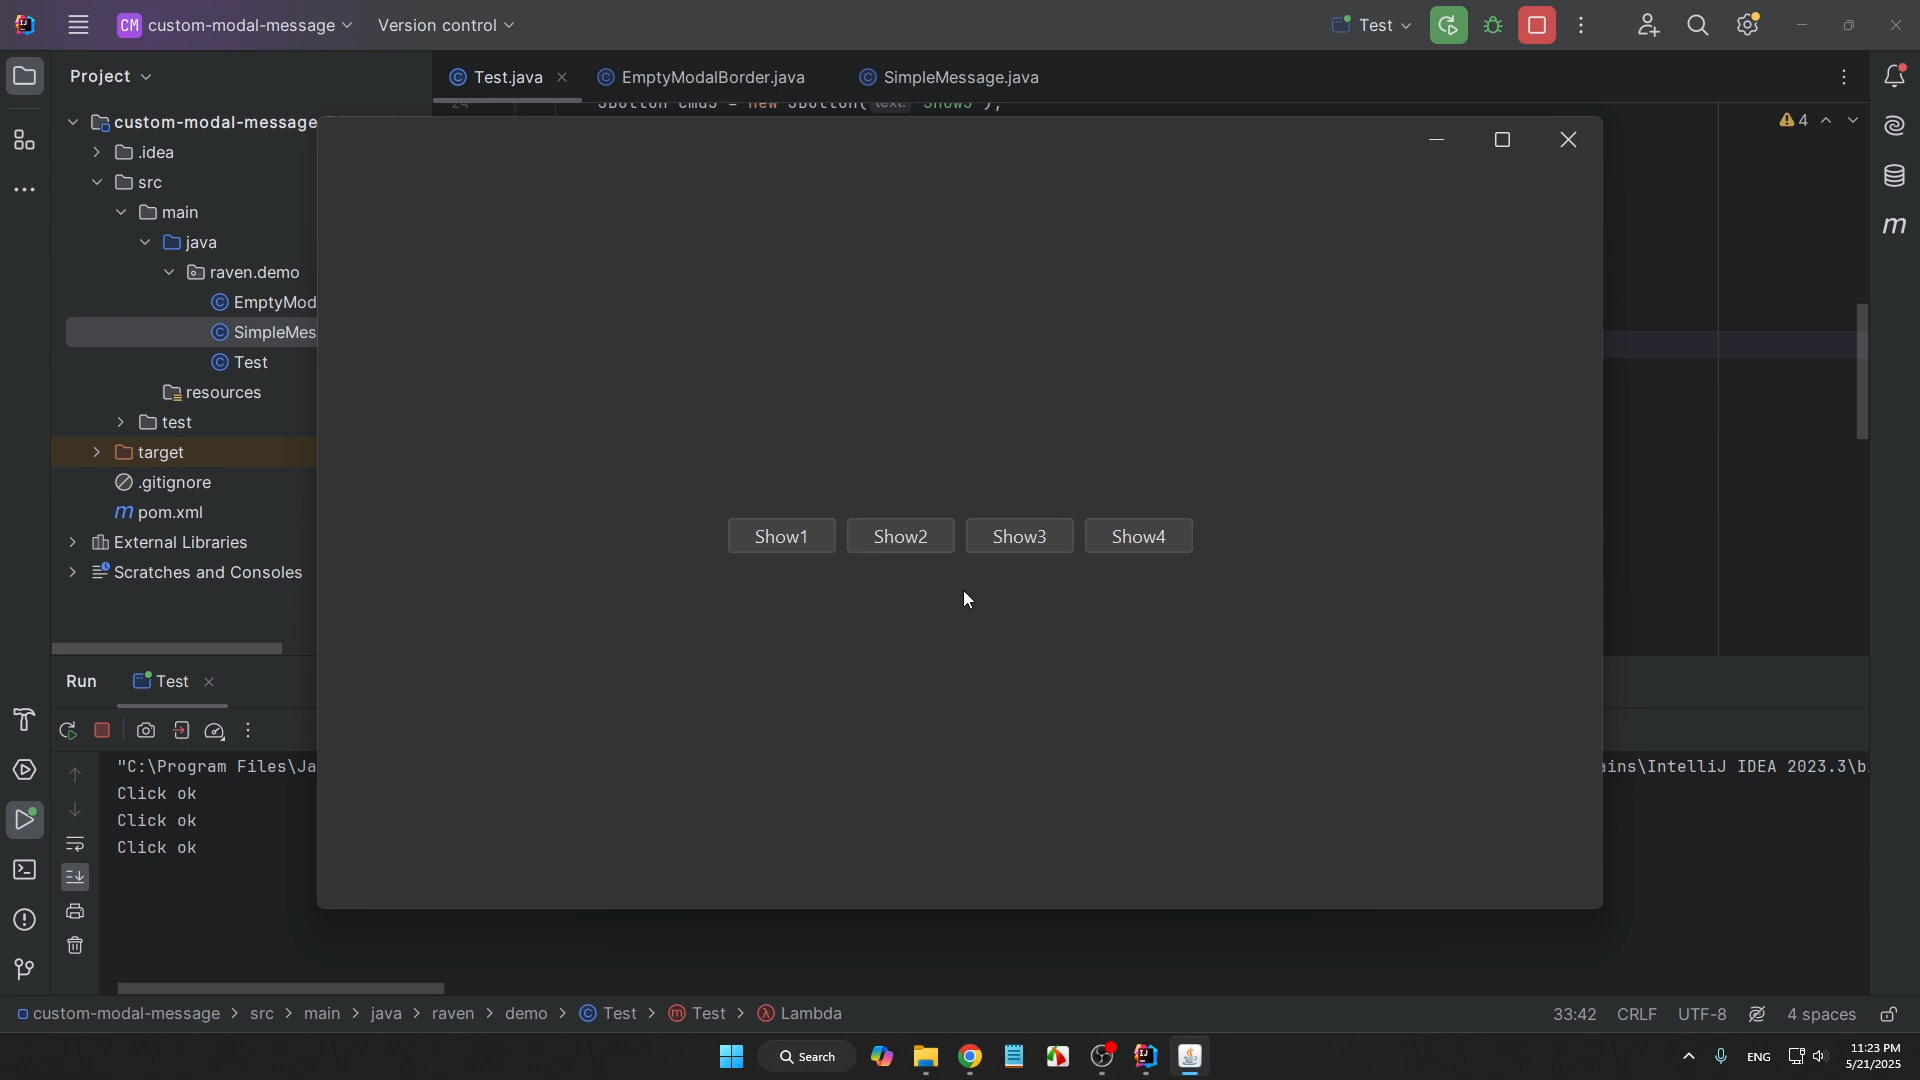 CM custom-modal-message Version control Test
Project
Test.java EmptyModalBorder.java SimpleMessage.java
custom-modal-message
4
.idea
src
main
java
raven.demo
EmptyMod
SimpleMes
Test
resources
test
target
.gitignore
m pom.xml
External Libraries
Scratches and Consoles
Show1 Show2 Show3 Show4
Run Test
"C:\Program Files\Ja
ains\IntelliJ IDEA 2023.3\b
Click ok
Click ok
Click ok
custom-modal-message > src > main > java > raven > demo > Test > Test > Lambda
33:42 CRLF UTF-8 4 spaces
Search
ENG
11:23 PM
5/21/2025